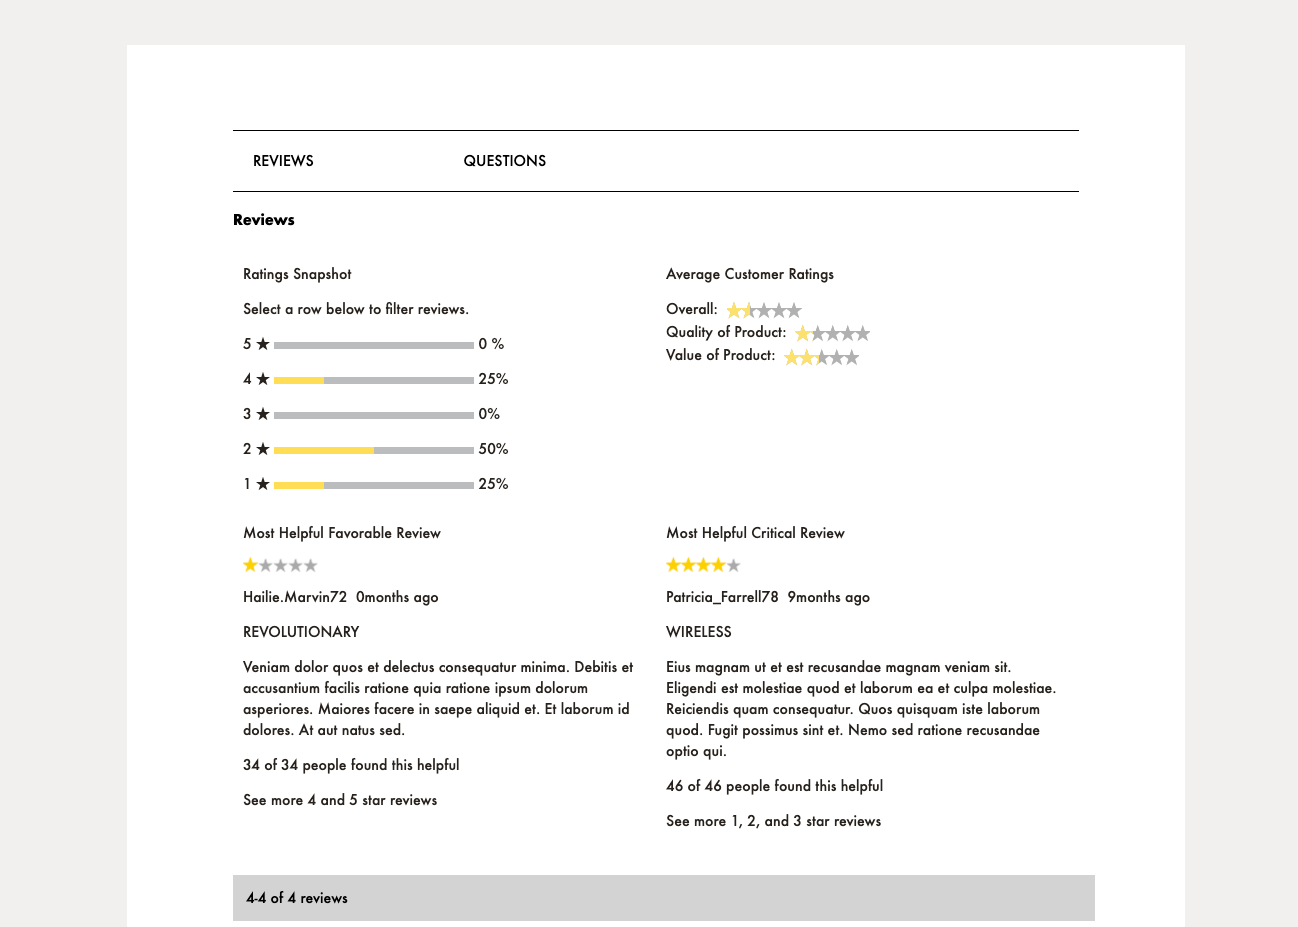 REVIEWS QUESTIONS
Reviews
Ratings Snapshot
Select a row below to filter reviews.
5 ★ 0 %
4 ★ 25%
3 ★ 0%
2 ★ 50%
1 ★ 25%
Average Customer Ratings
Overall:
Quality of Product:
Value of Product:
Most Helpful Favorable Review
Hailie.Marvin72 0months ago
REVOLUTIONARY
Veniam dolor quos et delectus consequatur minima. Debitis et
accusantium facilis ratione quia ratione ipsum dolorum
asperiores. Maiores facere in saepe aliquid et. Et laborum id
dolores. At aut natus sed.
34 of 34 people found this helpful
See more 4 and 5 star reviews
Most Helpful Critical Review
Patricia_Farrell78 9months ago
WIRELESS
Eius magnam ut et est recusandae magnam veniam sit.
Eligendi est molestiae quod et laborum ea et culpa molestiae.
Reiciendis quam consequatur. Quos quisquam iste laborum
quod. Fugit possimus sint et. Nemo sed ratione recusandae
optio qui.
46 of 46 people found this helpful
See more 1, 2, and 3 star reviews
4-4 of 4 reviews